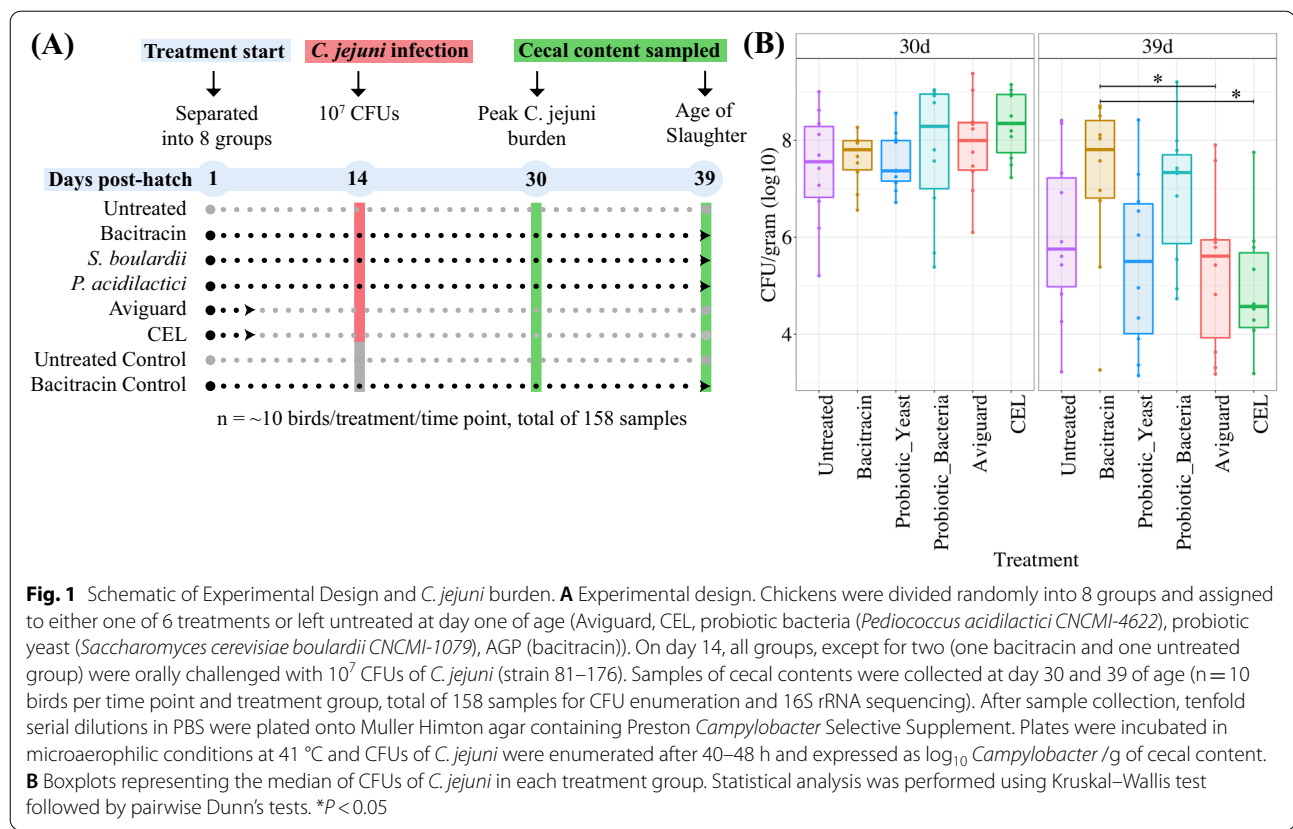 (A)
Treatment start
C. jejuni infection
Cecal content sampled
Separated
into 8 groups
10⁷ CFUs
Peak C. jejuni
burden
Age of
Slaughter
Days post-hatch 1 14 30 39
Untreated
Bacitracin
S. boulardii
P. acidilactici
Aviguard
CEL
Untreated Control
Bacitracin Control
n = ~10 birds/treatment/time point, total of 158 samples
(B)
30d
39d
*
*
CFU/gram (log10)
8
6
4
Untreated
Bacitracin
Probiotic_Yeast
Probiotic_Bacteria
Aviguard
CEL
Untreated
Bacitracin
Probiotic_Yeast
Probiotic_Bacteria
Aviguard
CEL
Treatment
Fig. 1 Schematic of Experimental Design and C. jejuni burden. A Experimental design. Chickens were divided randomly into 8 groups and assigned
to either one of 6 treatments or left untreated at day one of age (Aviguard, CEL, probiotic bacteria (Pediococcus acidilactici CNCMI-4622), probiotic
yeast (Saccharomyces cerevisiae boulardii CNCMI-1079), AGP (bacitracin)). On day 14, all groups, except for two (one bacitracin and one untreated
group) were orally challenged with 10⁷ CFUs of C. jejuni (strain 81–176). Samples of cecal contents were collected at day 30 and 39 of age (n = 10
birds per time point and treatment group, total of 158 samples for CFU enumeration and 16S rRNA sequencing). After sample collection, tenfold
serial dilutions in PBS were plated onto Muller Himton agar containing Preston Campylobacter Selective Supplement. Plates were incubated in
microaerophilic conditions at 41 °C and CFUs of C. jejuni were enumerated after 40–48 h and expressed as log₁₀ Campylobacter /g of cecal content.
B Boxplots representing the median of CFUs of C. jejuni in each treatment group. Statistical analysis was performed using Kruskal–Wallis test
followed by pairwise Dunn's tests. *P < 0.05